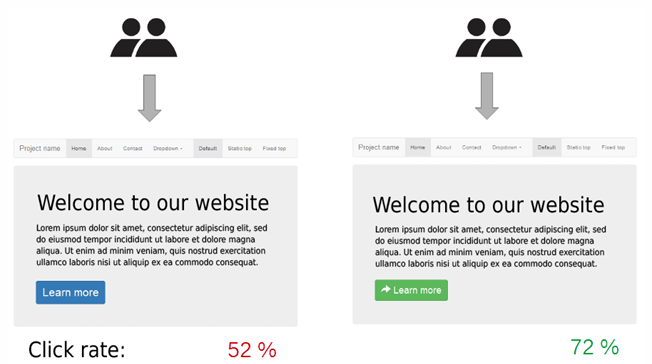 Project name Home About Contact Dropdown Default Static top Fixed top
Welcome to our website
Lorem ipsum dolor sit amet, consectetur adipiscing elit, sed
do eiusmod tempor incididunt ut labore et dolore magna
aliqua. Ut enim ad minim veniam, quis nostrud exercitation
ullamco laboris nisi ut aliquip ex ea commodo consequat.
Learn more
Click rate: 52 %
Project name Home About Contact Dropdown Default Static top Fixed top
Welcome to our website
Lorem ipsum dolor sit amet, consectetur adipiscing elit, sed
do eiusmod tempor incididunt ut labore et dolore magna
aliqua. Ut enim ad minim veniam, quis nostrud exercitation
ullamco laboris nisi ut aliquip ex ea commodo consequat.
Learn more
72 %